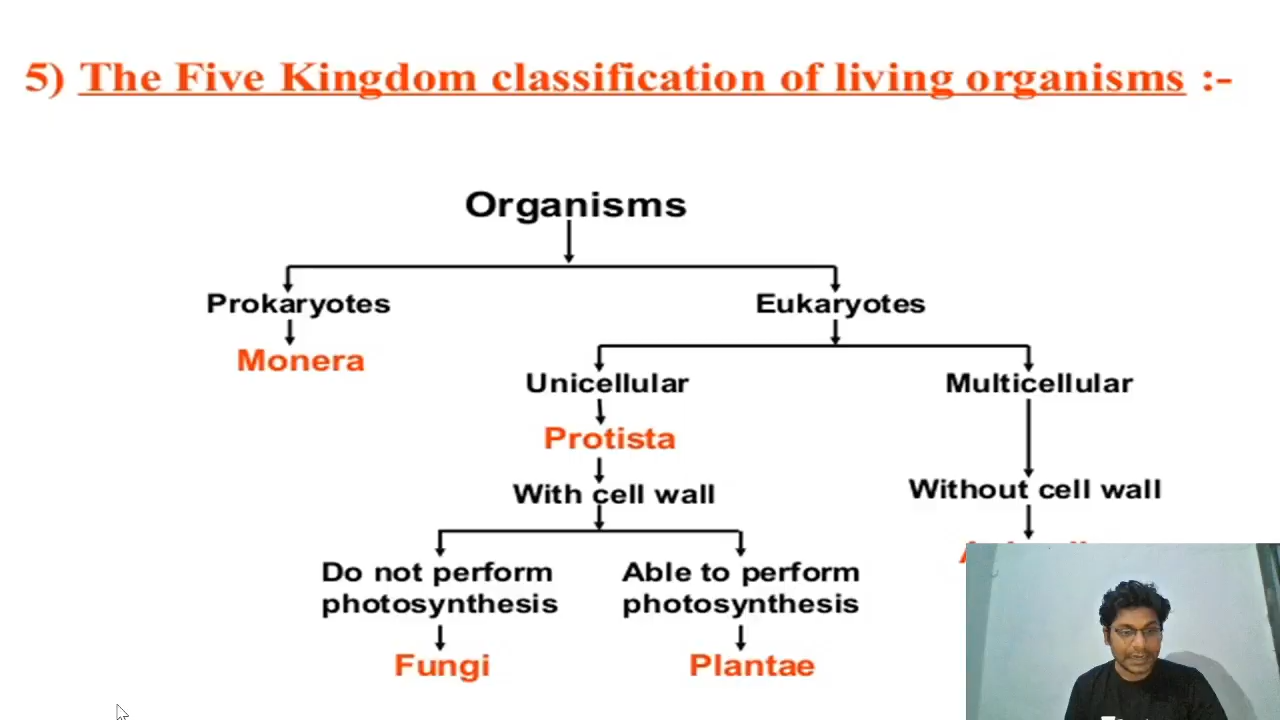 5) The Five Kingdom classification of living organisms :-
Organisms
Prokaryotes
Eukaryotes
Monera
Unicellular
Multicellular
Protista
With cell wall
Without cell wall
Do not perform
photosynthesis
Able to perform
photosynthesis
Fungi
Plantae